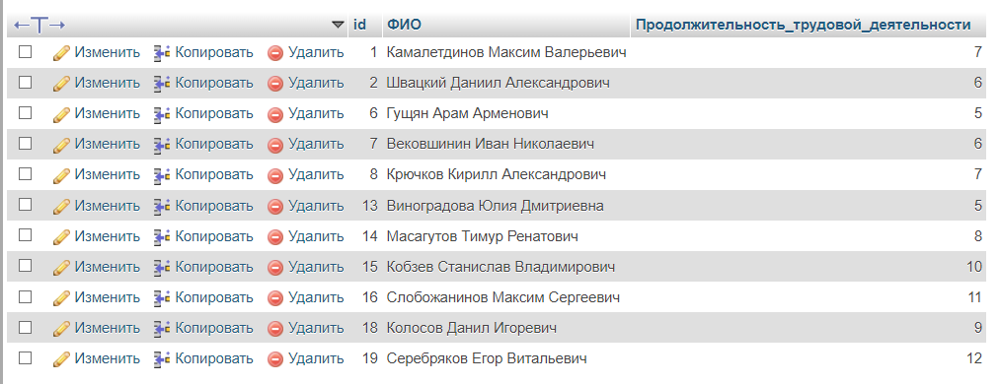 id ФИО Продолжительность_трудовой_деятельности
Изменить Копировать Удалить 1 Камалетдинов Максим Валерьевич 7
Изменить Копировать Удалить 2 Швацкий Даниил Александрович 6
Изменить Копировать Удалить 6 Гущян Арам Арменович 5
Изменить Копировать Удалить 7 Вековшинин Иван Николаевич 6
Изменить Копировать Удалить 8 Крючков Кирилл Александрович 7
Изменить Копировать Удалить 13 Виноградова Юлия Дмитриевна 5
Изменить Копировать Удалить 14 Масагутов Тимур Ренатович 8
Изменить Копировать Удалить 15 Кобзев Станислав Владимирович 10
Изменить Копировать Удалить 16 Слобожанинов Максим Сергеевич 11
Изменить Копировать Удалить 18 Колосов Данил Игоревич 9
Изменить Копировать Удалить 19 Серебряков Егор Витальевич 12